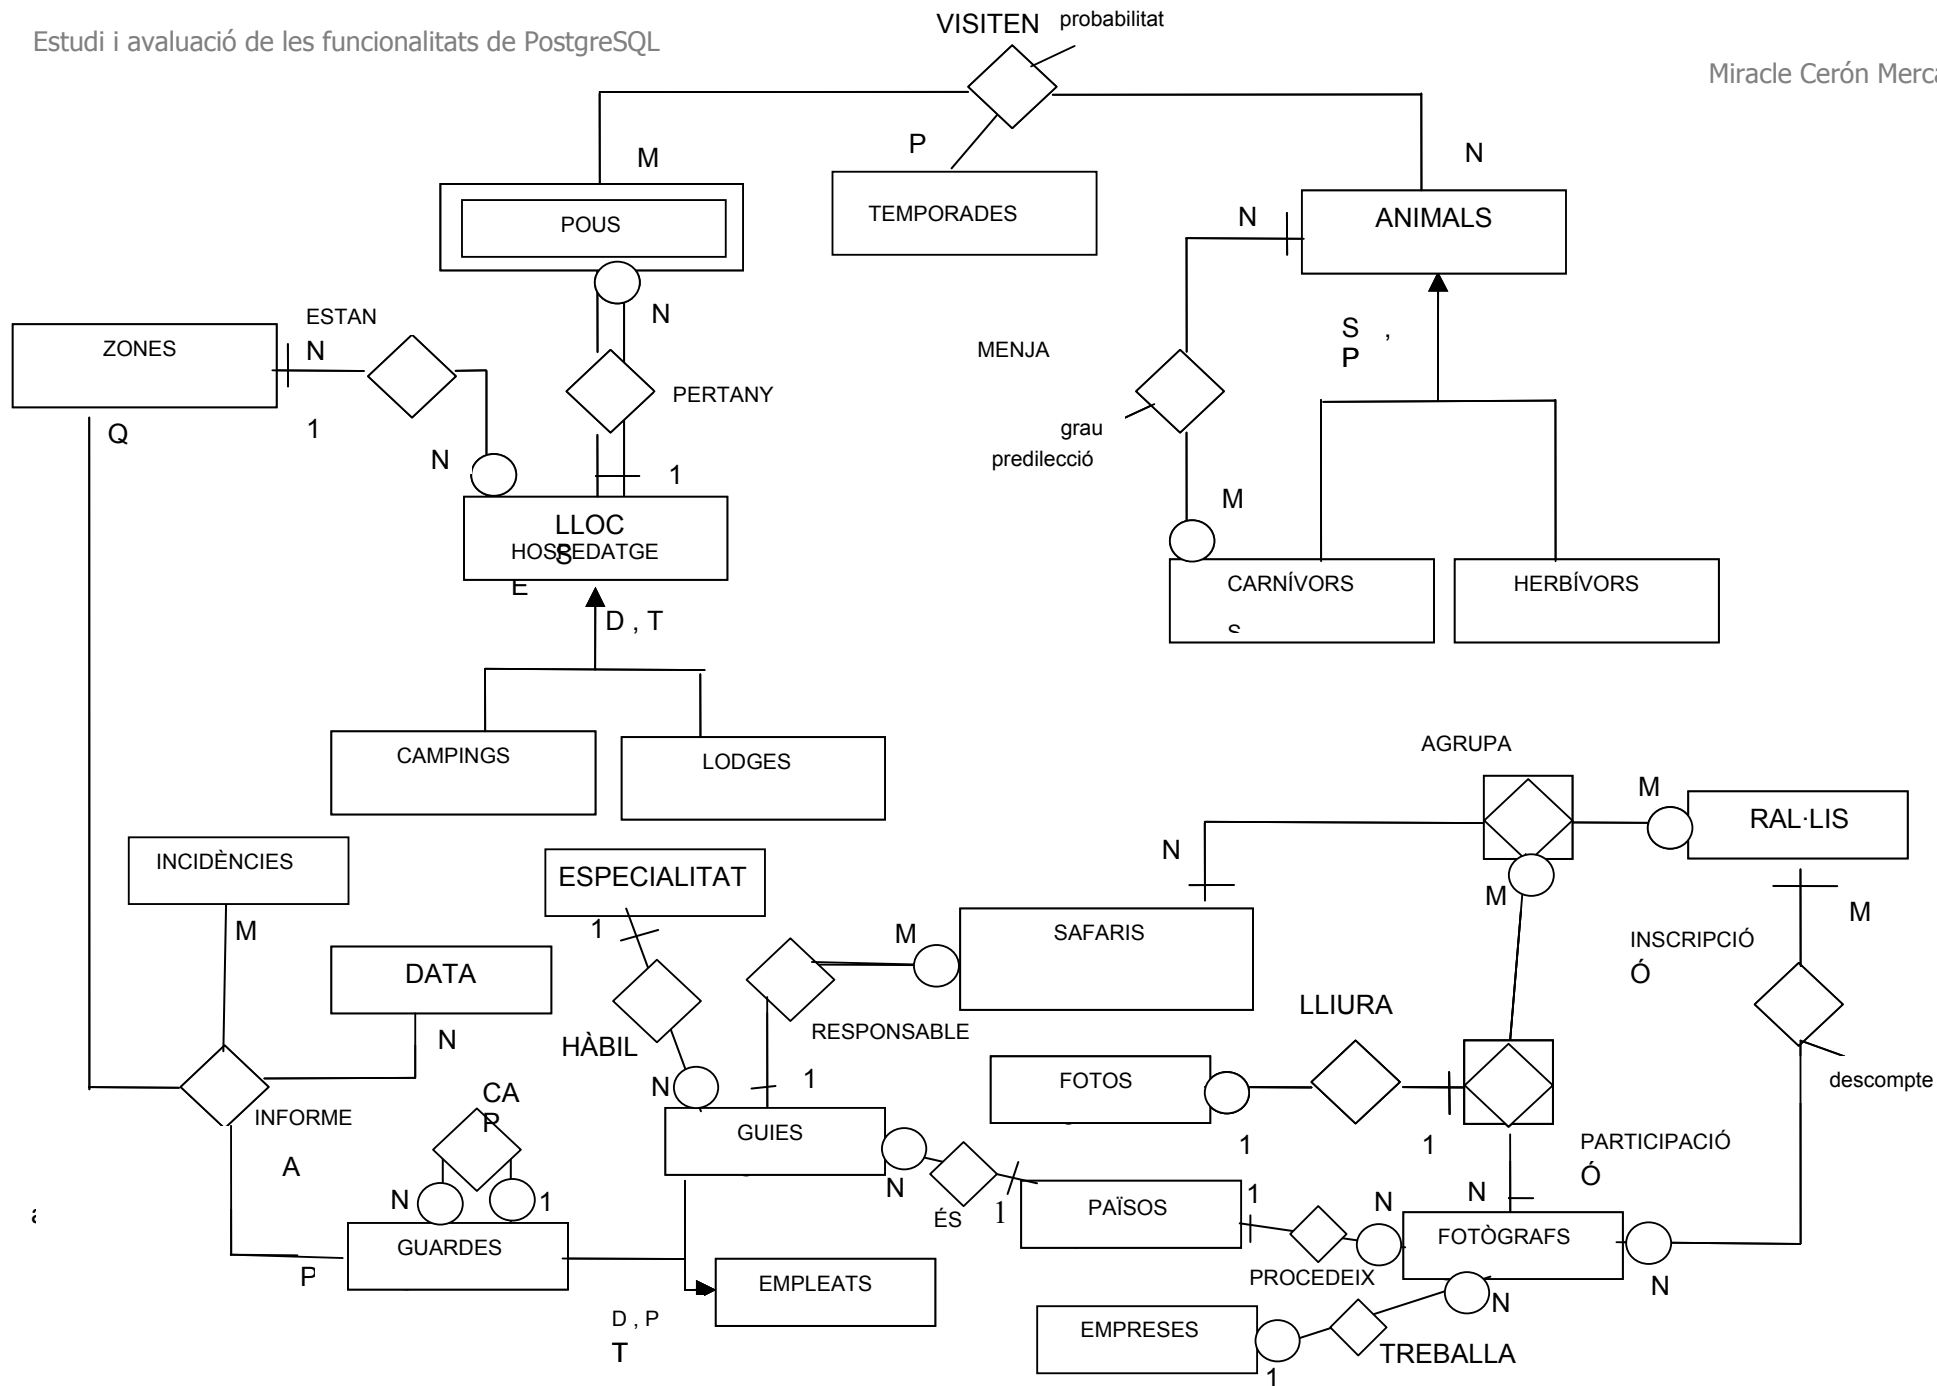 Estudi i avaluació de les funcionalitats de PostgreSQL
Miracle Cerón Merca
VISITEN
probabilitat
M
P
N
POUS
TEMPORADES
N
ANIMALS
ESTAN
N
ZONES
N
MENJA
S ,
P
PERTANY
Q
1
grau
predilecció
N
1
M
LLOC
S
HOSPEDATGE
E
CARNÍVORS
S
HERBÍVORS
D , T
CAMPINGS
LODGES
AGRUPA
M
RAL·LIS
INCIDÈNCIES
ESPECIALITAT
N
M
M
M
1
M
SAFARIS
INSCRIPCIÓ
Ó
DATA
N
HÀBIL
RESPONSABLE
LLIURA
N
1
FOTOS
descompte
CA
P
INFORME
A
GUIES
1
1
PARTICIPACIÓ
Ó
N
1
N
ÉS
1
PAÏSOS
1
N
N
GUARDES
FOTÒGRAFS
P
EMPLEATS
PROCEDEIX
N
N
D , P
T
EMPRESES
TREBALLA
1